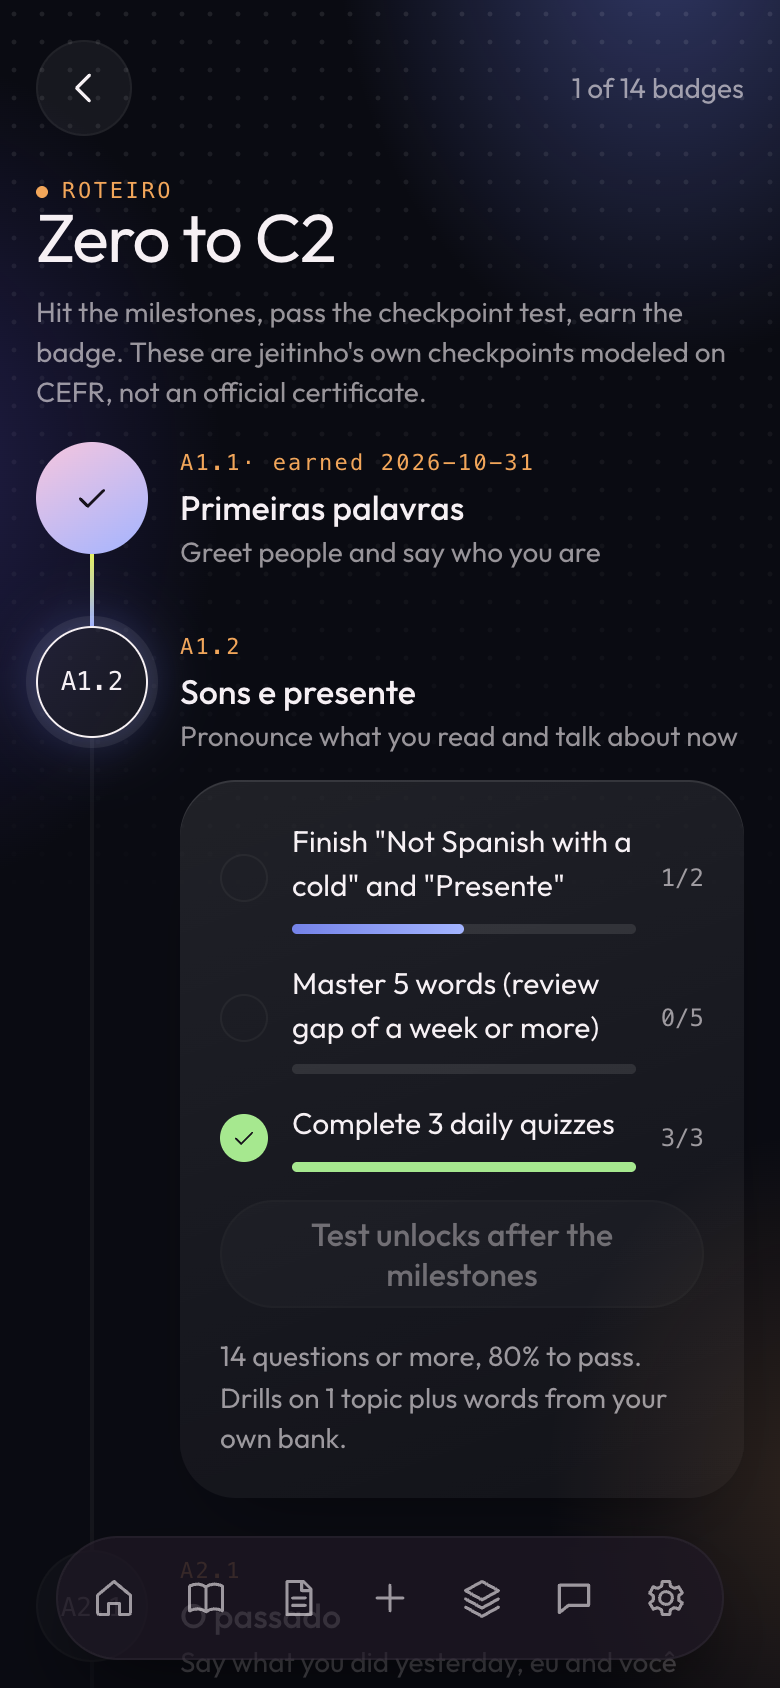 1 of 14 badges
ROTEIRO
Zero to C2
Hit the milestones, pass the checkpoint test, earn the
badge. These are jeitinho's own checkpoints modeled on
CEFR, not an official certificate.
A1.1· earned 2026-10-31
Primeiras palavras
Greet people and say who you are
A1.2
A1.2
Sons e presente
Pronounce what you read and talk about now
Finish "Not Spanish with a
cold" and "Presente"
1/2
Master 5 words (review
gap of a week or more)
0/5
Complete 3 daily quizzes
3/3
Test unlocks after the
milestones
14 questions or more, 80% to pass.
Drills on 1 topic plus words from your
own bank.
A2.1
O passado
Say what you did yesterday, eu and você